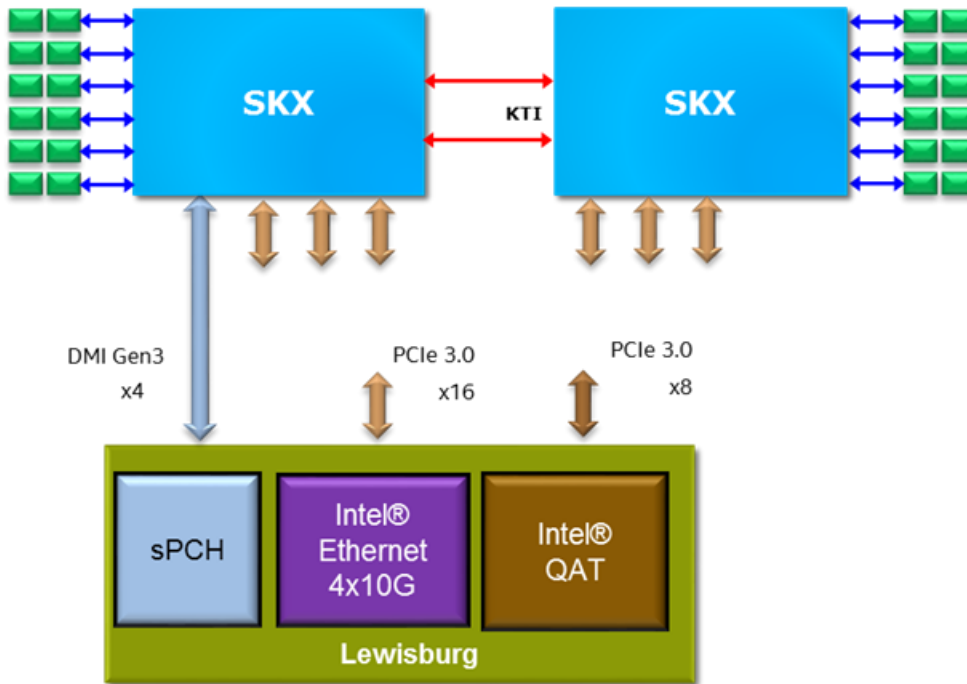 SKX
KTI
SKX
DMI Gen3
x4
PCIe 3.0
x16
PCIe 3.0
x8
sPCH
Intel®
Ethernet
4x10G
Intel®
QAT
Lewisburg